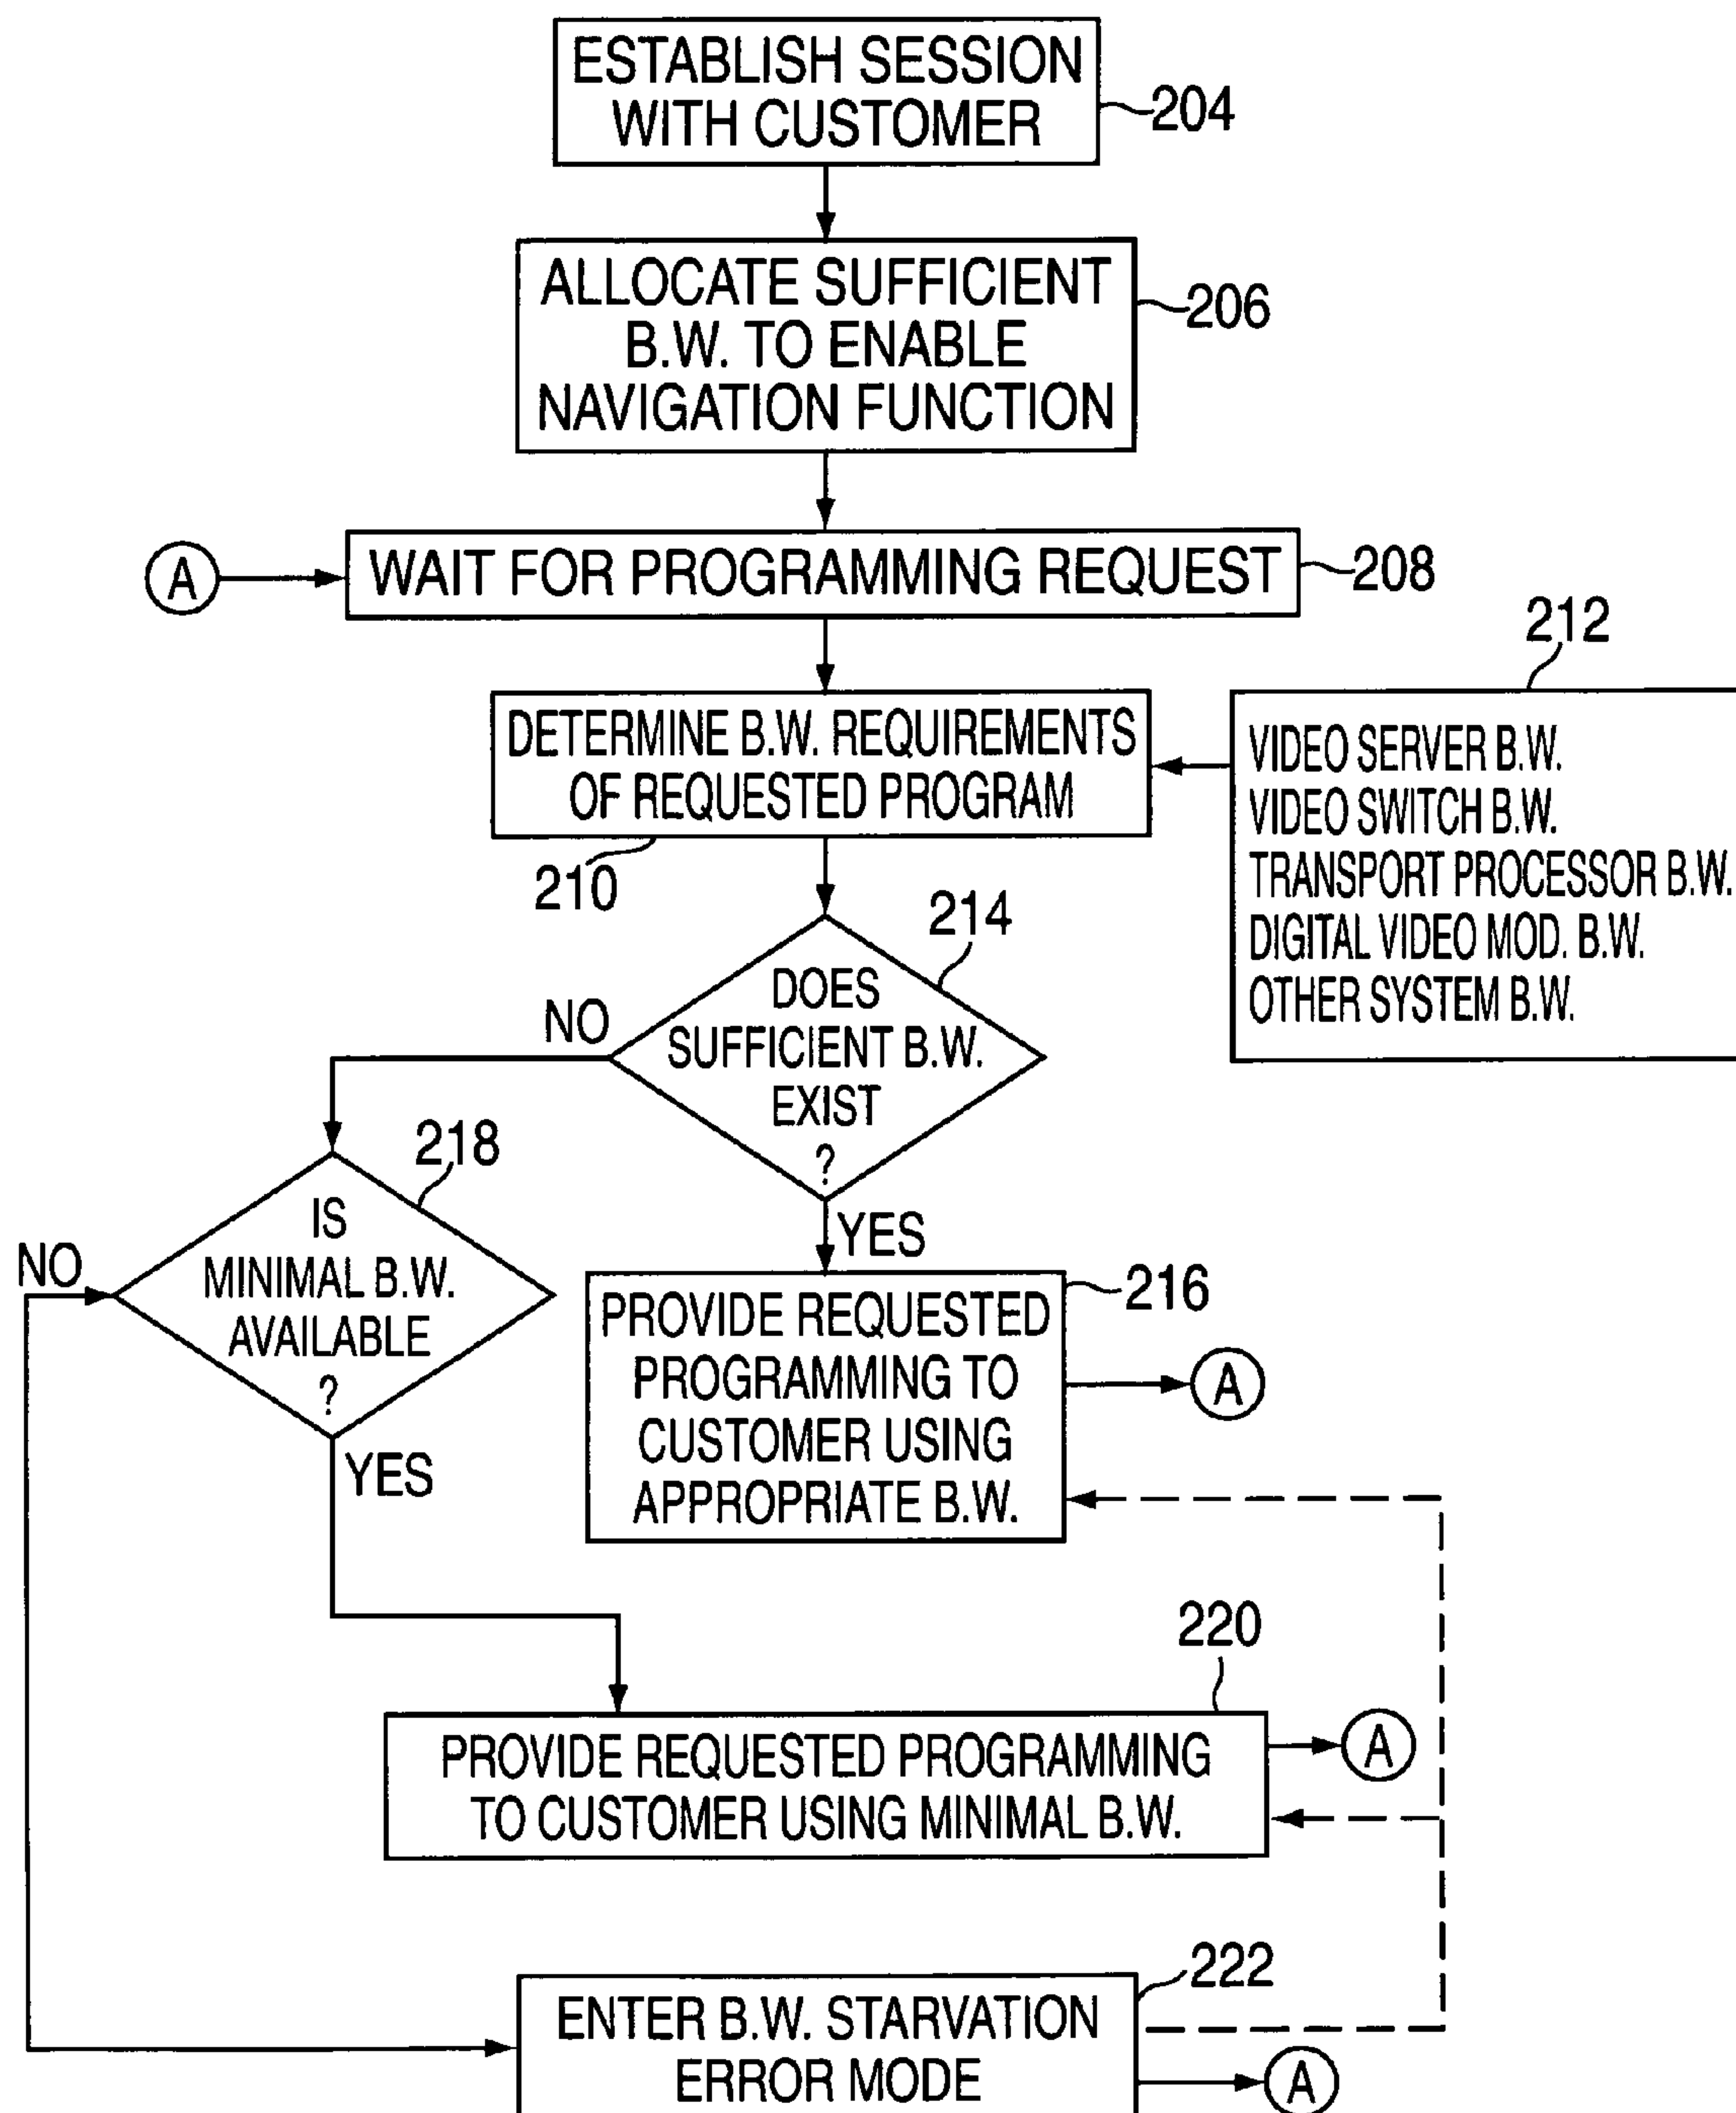 ESTABLISH SESSION
WITH CUSTOMER
204
ALLOCATE SUFFICIENT
B.W. TO ENABLE
NAVIGATION FUNCTION
206
A
WAIT FOR PROGRAMMING REQUEST
208
212
DETERMINE B.W. REQUIREMENTS
OF REQUESTED PROGRAM
210
VIDEO SERVER B.W.
VIDEO SWITCH B.W.
TRANSPORT PROCESSOR B.W.
DIGITAL VIDEO MOD. B.W.
OTHER SYSTEM B.W.
214
DOES
SUFFICIENT B.W.
EXIST
?
NO
YES
218
IS
MINIMAL B.W.
AVAILABLE
?
NO
YES
216
PROVIDE REQUESTED
PROGRAMMING TO
CUSTOMER USING
APPROPRIATE B.W.
A
220
PROVIDE REQUESTED PROGRAMMING
TO CUSTOMER USING MINIMAL B.W.
A
222
ENTER B.W. STARVATION
ERROR MODE
A